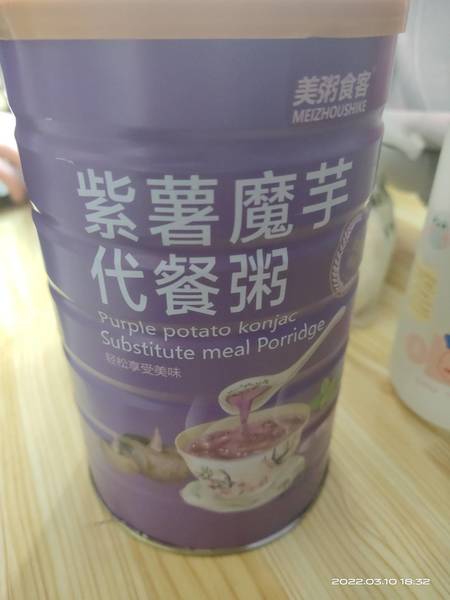 美粥食客
MEIZHOUSHIKE
紫薯魔芋
代餐粥
Purple potato konjac
Substitute meal Porridge
轻松享受美味
2022.03.10 18:32